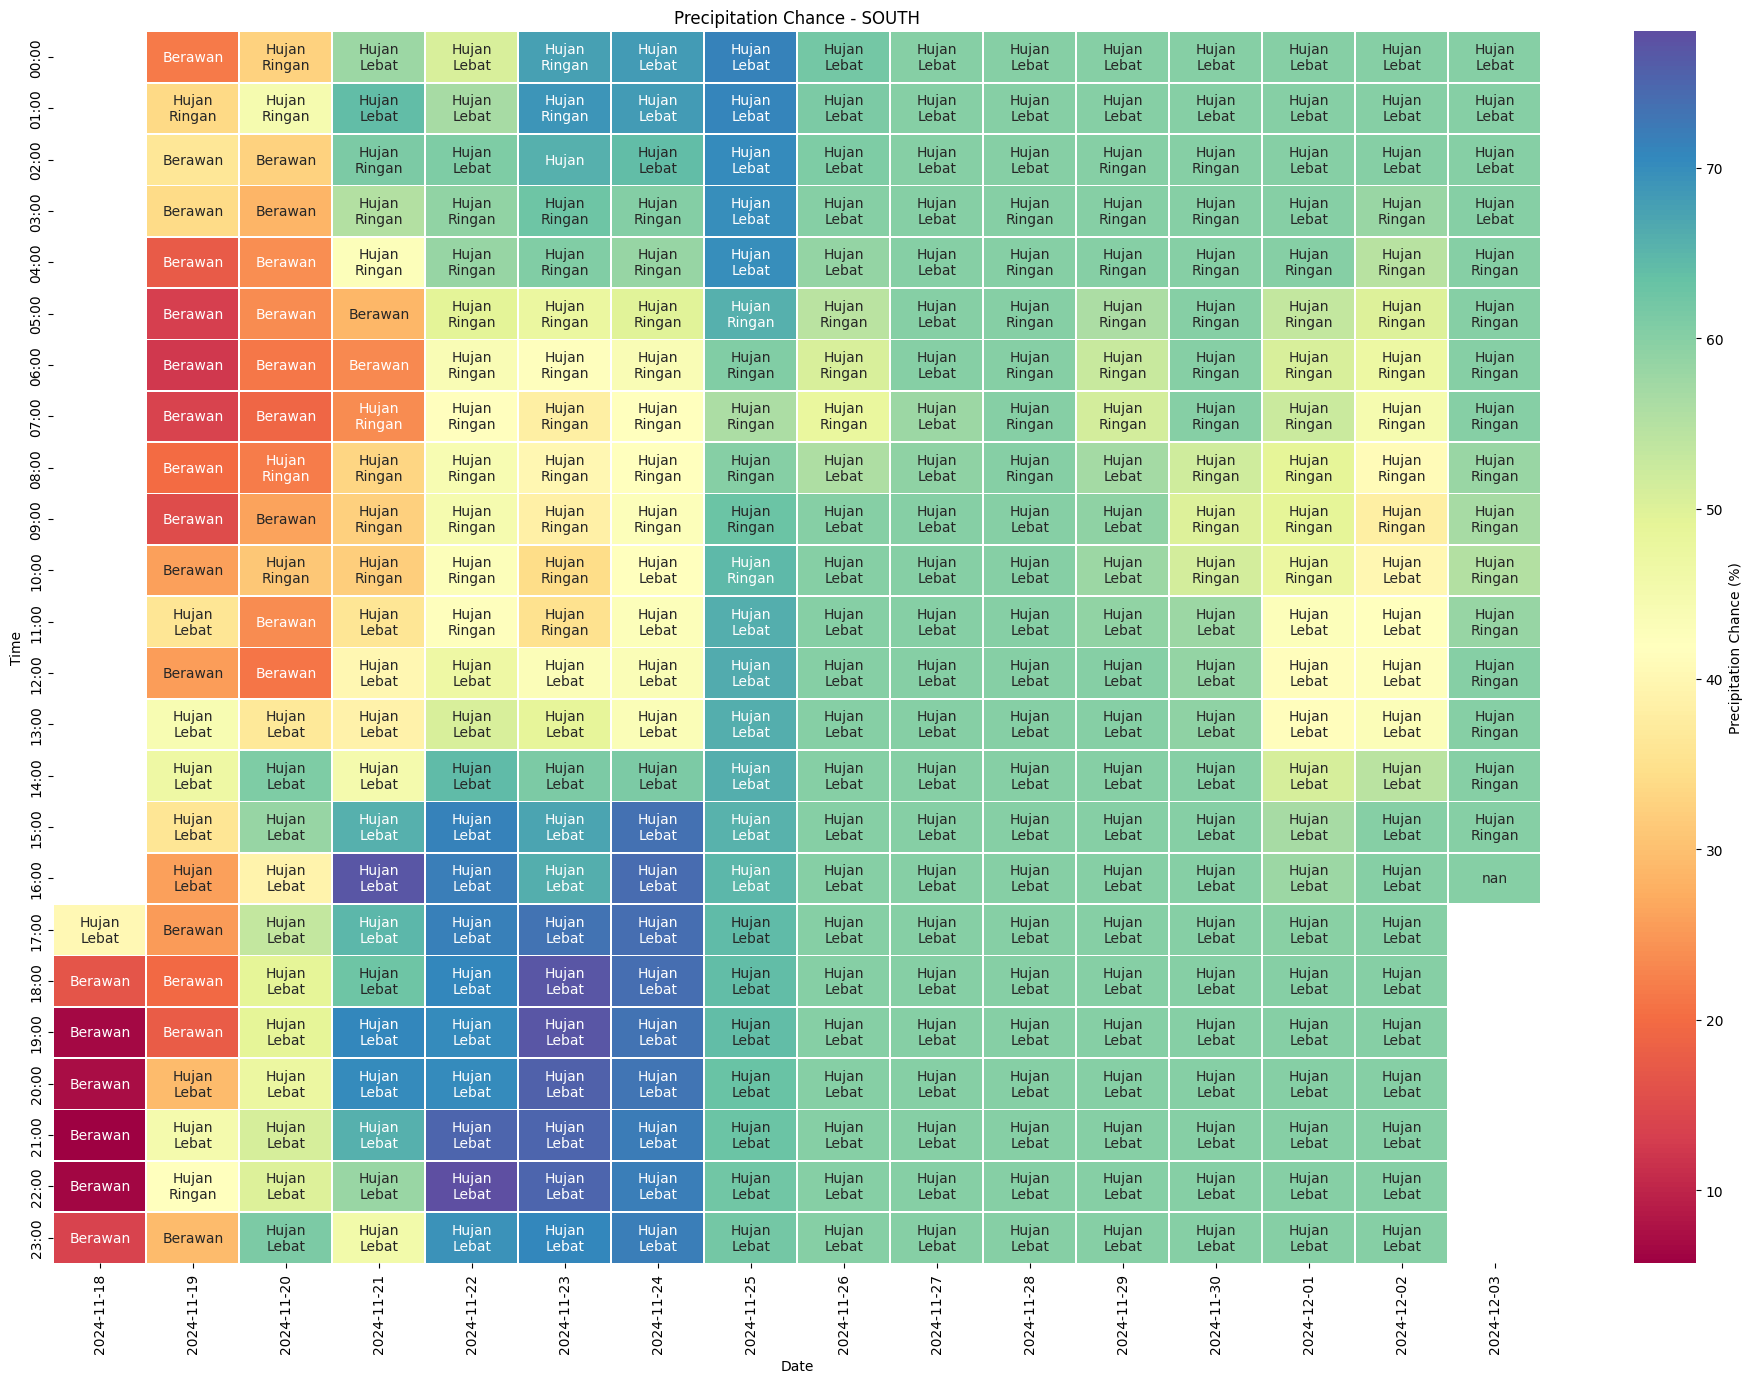 Precipitation Chance - SOUTH
00:00 Berawan Hujan Ringan Hujan Lebat Hujan Lebat Hujan Ringan Hujan Lebat Hujan Lebat Hujan Lebat Hujan Lebat Hujan Lebat Hujan Lebat Hujan Lebat Hujan Lebat Hujan Lebat Hujan Lebat
01:00 Hujan Ringan Hujan Ringan Hujan Lebat Hujan Lebat Hujan Ringan Hujan Lebat Hujan Lebat Hujan Lebat Hujan Lebat Hujan Lebat Hujan Lebat Hujan Lebat Hujan Lebat Hujan Lebat Hujan Lebat
02:00 Berawan Berawan Hujan Ringan Hujan Lebat Hujan Hujan Lebat Hujan Lebat Hujan Lebat Hujan Lebat Hujan Lebat Hujan Ringan Hujan Ringan Hujan Lebat Hujan Lebat Hujan Lebat
03:00 Berawan Berawan Hujan Ringan Hujan Ringan Hujan Ringan Hujan Ringan Hujan Lebat Hujan Lebat Hujan Lebat Hujan Ringan Hujan Ringan Hujan Ringan Hujan Lebat Hujan Ringan Hujan Lebat
04:00 Berawan Berawan Hujan Ringan Hujan Ringan Hujan Ringan Hujan Ringan Hujan Lebat Hujan Lebat Hujan Lebat Hujan Ringan Hujan Ringan Hujan Ringan Hujan Ringan Hujan Ringan Hujan Ringan
05:00 Berawan Berawan Berawan Hujan Ringan Hujan Ringan Hujan Ringan Hujan Ringan Hujan Ringan Hujan Lebat Hujan Ringan Hujan Ringan Hujan Ringan Hujan Ringan Hujan Ringan Hujan Ringan
06:00 Berawan Berawan Berawan Hujan Ringan Hujan Ringan Hujan Ringan Hujan Ringan Hujan Ringan Hujan Lebat Hujan Ringan Hujan Ringan Hujan Ringan Hujan Ringan Hujan Ringan Hujan Ringan
07:00 Berawan Berawan Hujan Ringan Hujan Ringan Hujan Ringan Hujan Ringan Hujan Ringan Hujan Ringan Hujan Lebat Hujan Ringan Hujan Ringan Hujan Ringan Hujan Ringan Hujan Ringan Hujan Ringan
08:00 Berawan Hujan Ringan Hujan Ringan Hujan Ringan Hujan Ringan Hujan Ringan Hujan Ringan Hujan Lebat Hujan Lebat Hujan Ringan Hujan Lebat Hujan Ringan Hujan Ringan Hujan Ringan Hujan Ringan
09:00 Berawan Berawan Hujan Ringan Hujan Ringan Hujan Ringan Hujan Ringan Hujan Ringan Hujan Lebat Hujan Lebat Hujan Lebat Hujan Lebat Hujan Ringan Hujan Ringan Hujan Ringan Hujan Ringan
10:00 Berawan Hujan Ringan Hujan Ringan Hujan Ringan Hujan Ringan Hujan Lebat Hujan Ringan Hujan Lebat Hujan Lebat Hujan Lebat Hujan Lebat Hujan Ringan Hujan Ringan Hujan Lebat Hujan Ringan
11:00 Hujan Lebat Berawan Hujan Lebat Hujan Ringan Hujan Ringan Hujan Lebat Hujan Lebat Hujan Lebat Hujan Lebat Hujan Lebat Hujan Lebat Hujan Lebat Hujan Lebat Hujan Lebat Hujan Ringan
12:00 Berawan Berawan Hujan Lebat Hujan Lebat Hujan Lebat Hujan Lebat Hujan Lebat Hujan Lebat Hujan Lebat Hujan Lebat Hujan Lebat Hujan Lebat Hujan Lebat Hujan Lebat Hujan Ringan
13:00 Hujan Lebat Hujan Lebat Hujan Lebat Hujan Lebat Hujan Lebat Hujan Lebat Hujan Lebat Hujan Lebat Hujan Lebat Hujan Lebat Hujan Lebat Hujan Lebat Hujan Lebat Hujan Lebat Hujan Ringan
14:00 Hujan Lebat Hujan Lebat Hujan Lebat Hujan Lebat Hujan Lebat Hujan Lebat Hujan Lebat Hujan Lebat Hujan Lebat Hujan Lebat Hujan Lebat Hujan Lebat Hujan Lebat Hujan Lebat Hujan Ringan
15:00 Hujan Lebat Hujan Lebat Hujan Lebat Hujan Lebat Hujan Lebat Hujan Lebat Hujan Lebat Hujan Lebat Hujan Lebat Hujan Lebat Hujan Lebat Hujan Lebat Hujan Lebat Hujan Lebat Hujan Ringan
16:00 Hujan Lebat Hujan Lebat Hujan Lebat Hujan Lebat Hujan Lebat Hujan Lebat Hujan Lebat Hujan Lebat Hujan Lebat Hujan Lebat Hujan Lebat Hujan Lebat Hujan Lebat Hujan Lebat nan
17:00 Hujan Lebat Berawan Hujan Lebat Hujan Lebat Hujan Lebat Hujan Lebat Hujan Lebat Hujan Lebat Hujan Lebat Hujan Lebat Hujan Lebat Hujan Lebat Hujan Lebat Hujan Lebat Hujan Lebat
18:00 Berawan Berawan Hujan Lebat Hujan Lebat Hujan Lebat Hujan Lebat Hujan Lebat Hujan Lebat Hujan Lebat Hujan Lebat Hujan Lebat Hujan Lebat Hujan Lebat Hujan Lebat Hujan Lebat
19:00 Berawan Berawan Hujan Lebat Hujan Lebat Hujan Lebat Hujan Lebat Hujan Lebat Hujan Lebat Hujan Lebat Hujan Lebat Hujan Lebat Hujan Lebat Hujan Lebat Hujan Lebat Hujan Lebat
20:00 Berawan Hujan Lebat Hujan Lebat Hujan Lebat Hujan Lebat Hujan Lebat Hujan Lebat Hujan Lebat Hujan Lebat Hujan Lebat Hujan Lebat Hujan Lebat Hujan Lebat Hujan Lebat Hujan Lebat
21:00 Berawan Hujan Lebat Hujan Lebat Hujan Lebat Hujan Lebat Hujan Lebat Hujan Lebat Hujan Lebat Hujan Lebat Hujan Lebat Hujan Lebat Hujan Lebat Hujan Lebat Hujan Lebat Hujan Lebat
22:00 Berawan Hujan Ringan Hujan Lebat Hujan Lebat Hujan Lebat Hujan Lebat Hujan Lebat Hujan Lebat Hujan Lebat Hujan Lebat Hujan Lebat Hujan Lebat Hujan Lebat Hujan Lebat Hujan Lebat
23:00 Berawan Berawan Hujan Lebat Hujan Lebat Hujan Lebat Hujan Lebat Hujan Lebat Hujan Lebat Hujan Lebat Hujan Lebat Hujan Lebat Hujan Lebat Hujan Lebat Hujan Lebat Hujan Lebat
Time
2024-11-18 2024-11-19 2024-11-20 2024-11-21 2024-11-22 2024-11-23 2024-11-24 2024-11-25 2024-11-26 2024-11-27 2024-11-28 2024-11-29 2024-11-30 2024-12-01 2024-12-02 2024-12-03
Date
70
60
50
40
30
20
10
Precipitation Chance (%)